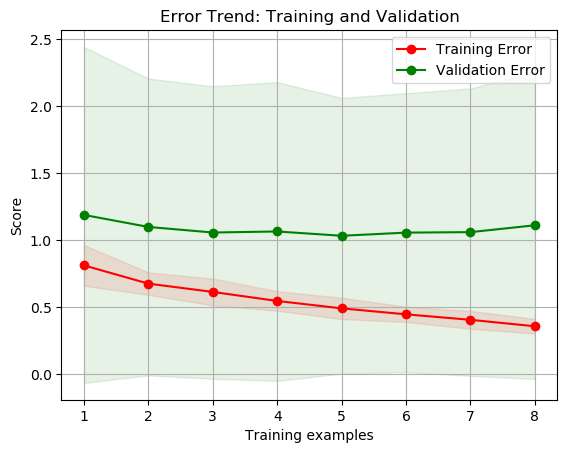 Error Trend: Training and Validation
Training Error
Validation Error
2.5
2.0
1.5
1.0
0.5
0.0
Score
1 2 3 4 5 6 7 8
Training examples